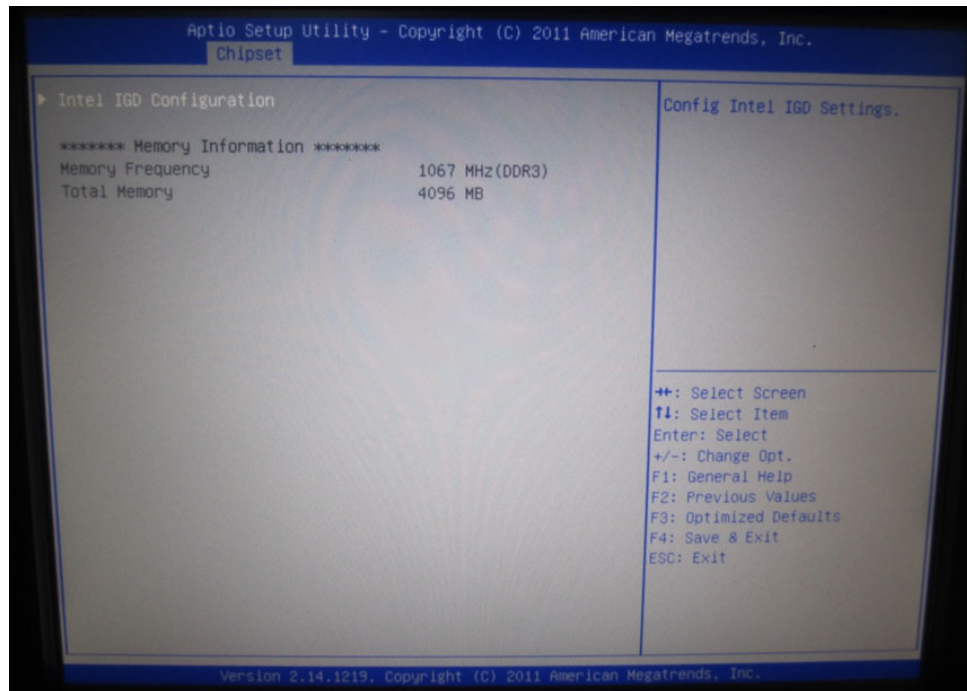 Aptio Setup Utility – Copyright (C) 2011 American Megatrends, Inc.
Chipset
▶ Intel IGD Configuration
******* Memory Information *******
Memory Frequency 1067 MHz(DDR3)
Total Memory 4096 MB
Config Intel IGD Settings.
→←: Select Screen
↑↓: Select Item
Enter: Select
+/-: Change Opt.
F1: General Help
F2: Previous Values
F3: Optimized Defaults
F4: Save & Exit
ESC: Exit
Version 2.14.1219. Copyright (C) 2011 American Megatrends, Inc.